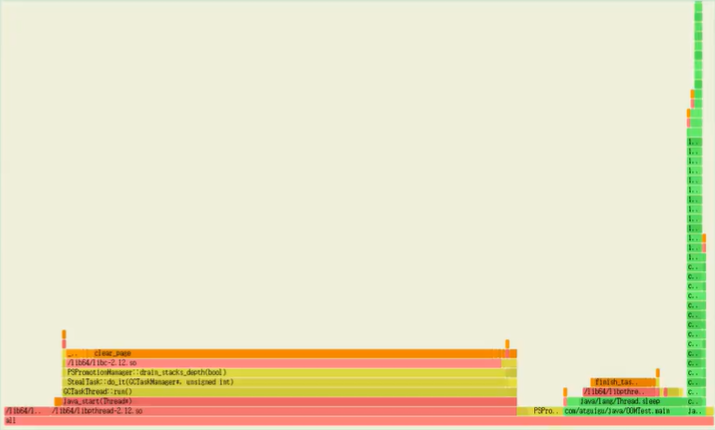 clear_page
/lib64/libc-2.12.so
PSPromotionManager::drain_stacks_depth(bool)
StealTask::do_it(GCTaskManager*, unsigned int)
GCTaskThread::run()
java_start(Thread*)
/lib64/l.. /lib64/libpthread-2.12.so
all
l..
l..
l..
l..
l..
l..
l..
l..
l..
l..
l..
l..
l..
c..
c..
c..
c..
c..
c..
c..
c..
c..
c..
c..
c..
c..
c..
finish_tas..
/lib64/libpthre..
java/lang/Thread.sleep
PSPro.. com/atguigu/java/OOMTest.main ja..